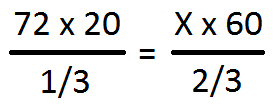 72 x 20 = X x 60
1/3 2/3